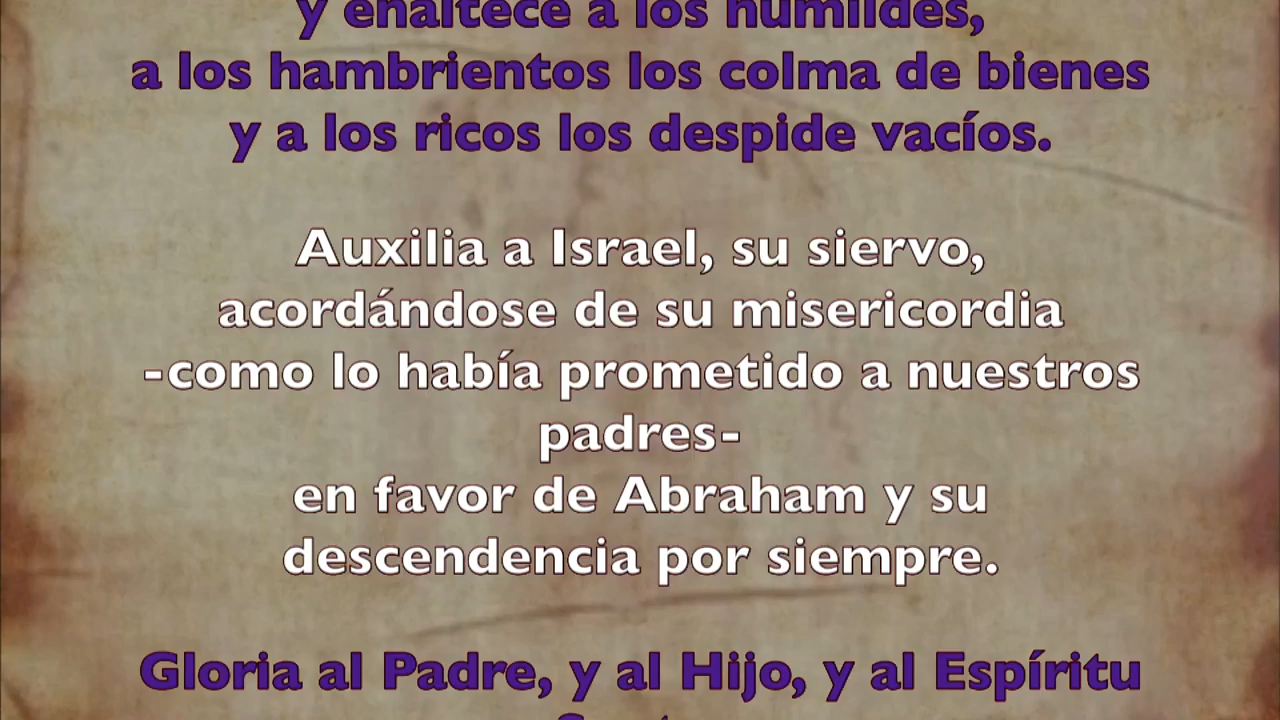 y enaltece a los humildes,
a los hambrientos los colma de bienes
y a los ricos los despide vacíos.
Auxilia a Israel, su siervo,
acordándose de su misericordia
-como lo había prometido a nuestros
padres-
en favor de Abraham y su
descendencia por siempre.
Gloria al Padre, y al Hijo, y al Espíritu